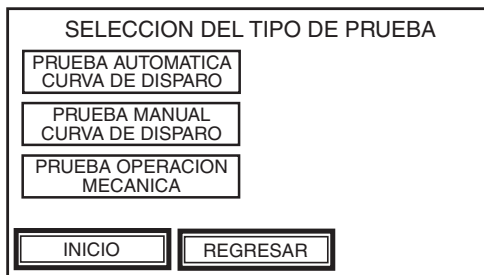 SELECCION DEL TIPO DE PRUEBA
PRUEBA AUTOMATICA
CURVA DE DISPARO
PRUEBA MANUAL
CURVA DE DISPARO
PRUEBA OPERACION
MECANICA
INICIO
REGRESAR